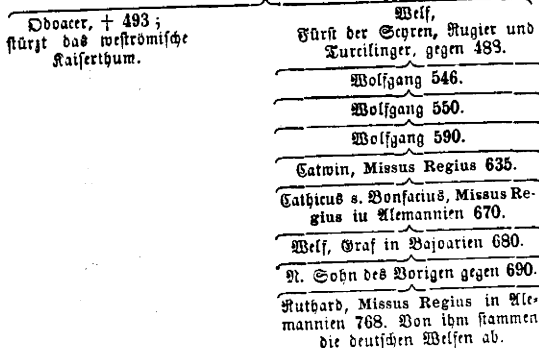 Odoacer, † 493;
stürzt das weströmische
Kaiserthum.
Welf,
Fürst der Scyren, Rugier und
Turcilinger, gegen 489.
Wolfgang 546.
Wolfgang 550.
Wolfgang 590.
Catwin, Missus Regius 635.
Cathicus s. Bonfacius, Missus Re-
gius iu Alemannien 670.
Welf, Graf in Bajoarien 680.
N. Sohn des Vorigen gegen 690.
Ruthard, Missus Regius in Ale-
mannien 768. Von ihm stammen
die deutschen Welfen ab.